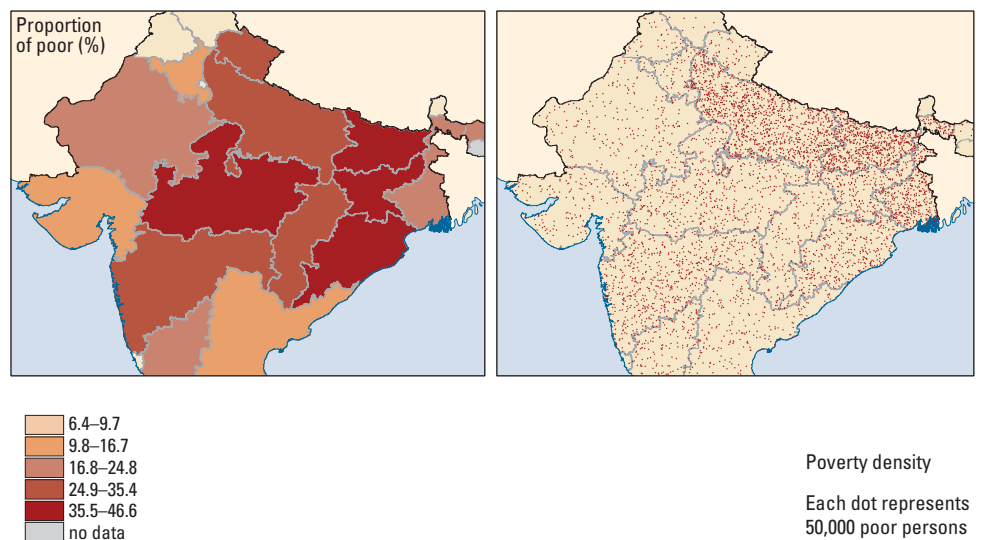 Proportion
of poor (%)
6.4–9.7
9.8–16.7
16.8–24.8
24.9–35.4
35.5–46.6
no data
Poverty density
Each dot represents
50,000 poor persons